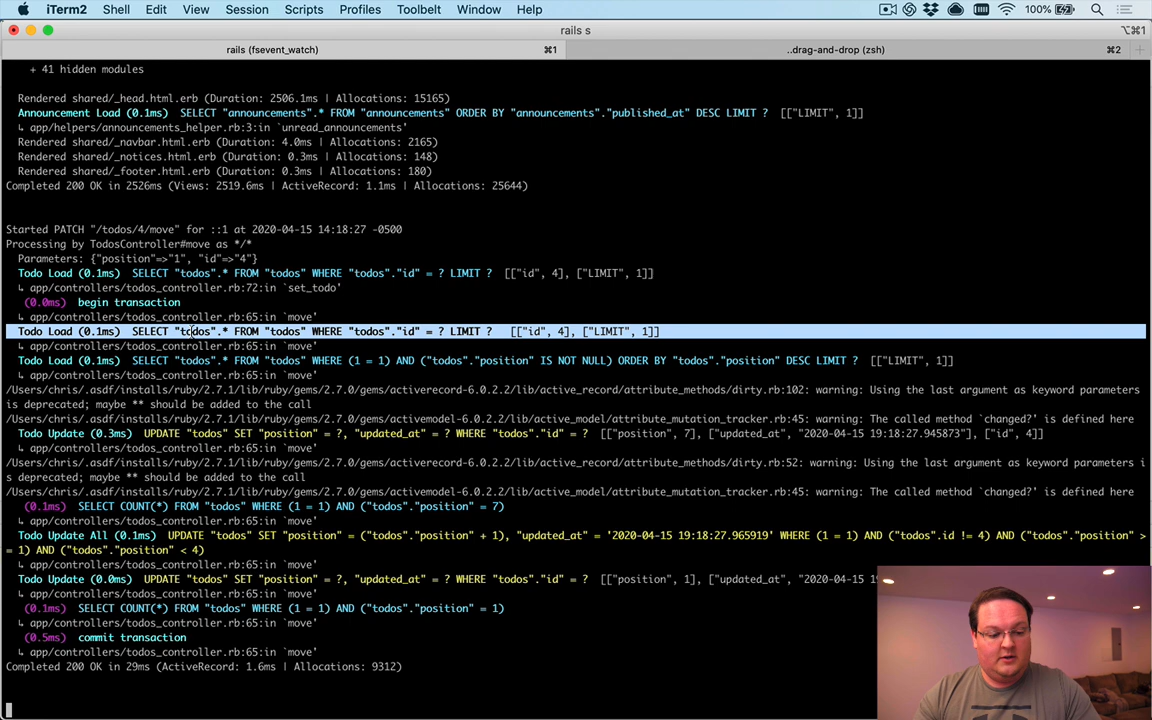 iTerm2 Shell Edit View Session Scripts Profiles Toolbelt Window Help 100%
rails s ⌥⌘1
rails (fsevent_watch) ⌘1 ..drag-and-drop (zsh) ⌘2
+ 41 hidden modules
Rendered shared/_head.html.erb (Duration: 2506.1ms | Allocations: 15165)
Announcement Load (0.1ms) SELECT "announcements".* FROM "announcements" ORDER BY "announcements"."published_at" DESC LIMIT ? [["LIMIT", 1]]
↳ app/helpers/announcements_helper.rb:3:in `unread_announcements'
Rendered shared/_navbar.html.erb (Duration: 4.0ms | Allocations: 2165)
Rendered shared/_notices.html.erb (Duration: 0.3ms | Allocations: 148)
Rendered shared/_footer.html.erb (Duration: 0.3ms | Allocations: 180)
Completed 200 OK in 2526ms (Views: 2519.6ms | ActiveRecord: 1.1ms | Allocations: 25644)
Started PATCH "/todos/4/move" for ::1 at 2020-04-15 14:18:27 -0500
Processing by TodosController#move as */*
Parameters: {"position"=>"1", "id"=>"4"}
Todo Load (0.1ms) SELECT "todos".* FROM "todos" WHERE "todos"."id" = ? LIMIT ? [["id", 4], ["LIMIT", 1]]
↳ app/controllers/todos_controller.rb:72:in `set_todo'
(0.0ms) begin transaction
↳ app/controllers/todos_controller.rb:65:in `move'
Todo Load (0.1ms) SELECT "todos".* FROM "todos" WHERE "todos"."id" = ? LIMIT ? [["id", 4], ["LIMIT", 1]]
↳ app/controllers/todos_controller.rb:65:in `move'
Todo Load (0.1ms) SELECT "todos".* FROM "todos" WHERE (1 = 1) AND ("todos"."position" IS NOT NULL) ORDER BY "todos"."position" DESC LIMIT ? [["LIMIT", 1]]
↳ app/controllers/todos_controller.rb:65:in `move'
/Users/chris/.asdf/installs/ruby/2.7.1/lib/ruby/gems/2.7.0/gems/activerecord-6.0.2.2/lib/active_record/attribute_methods/dirty.rb:102: warning: Using the last argument as keyword parameters
is deprecated; maybe ** should be added to the call
/Users/chris/.asdf/installs/ruby/2.7.1/lib/ruby/gems/2.7.0/gems/activemodel-6.0.2.2/lib/active_model/attribute_mutation_tracker.rb:45: warning: The called method `changed?' is defined here
Todo Update (0.3ms) UPDATE "todos" SET "position" = ?, "updated_at" = ? WHERE "todos"."id" = ? [["position", 7], ["updated_at", "2020-04-15 19:18:27.945873"], ["id", 4]]
↳ app/controllers/todos_controller.rb:65:in `move'
/Users/chris/.asdf/installs/ruby/2.7.1/lib/ruby/gems/2.7.0/gems/activerecord-6.0.2.2/lib/active_record/attribute_methods/dirty.rb:52: warning: Using the last argument as keyword parameters i
s deprecated; maybe ** should be added to the call
/Users/chris/.asdf/installs/ruby/2.7.1/lib/ruby/gems/2.7.0/gems/activemodel-6.0.2.2/lib/active_model/attribute_mutation_tracker.rb:45: warning: The called method `changed?' is defined here
(0.1ms) SELECT COUNT(*) FROM "todos" WHERE (1 = 1) AND ("todos"."position" = 7)
↳ app/controllers/todos_controller.rb:65:in `move'
Todo Update All (0.1ms) UPDATE "todos" SET "position" = ("todos"."position" + 1), "updated_at" = '2020-04-15 19:18:27.965919' WHERE (1 = 1) AND ("todos".id != 4) AND ("todos"."position" >
= 1) AND ("todos"."position" < 4)
↳ app/controllers/todos_controller.rb:65:in `move'
Todo Update (0.0ms) UPDATE "todos" SET "position" = ?, "updated_at" = ? WHERE "todos"."id" = ? [["position", 1], ["updated_at", "2020-04-15 19
↳ app/controllers/todos_controller.rb:65:in `move'
(0.1ms) SELECT COUNT(*) FROM "todos" WHERE (1 = 1) AND ("todos"."position" = 1)
↳ app/controllers/todos_controller.rb:65:in `move'
(0.5ms) commit transaction
↳ app/controllers/todos_controller.rb:65:in `move'
Completed 200 OK in 29ms (ActiveRecord: 1.6ms | Allocations: 9312)